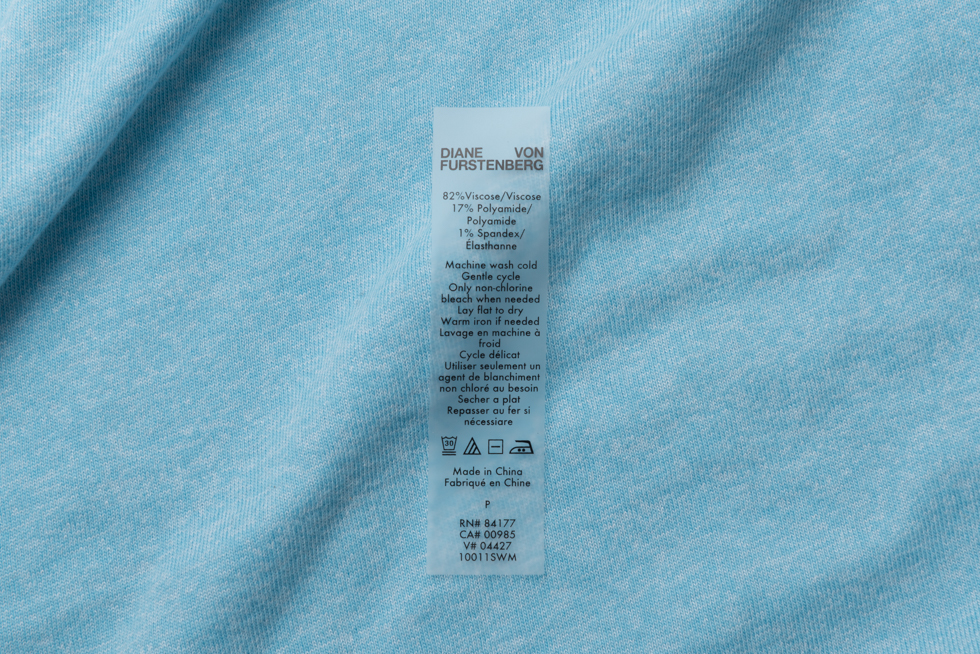 DIANE VON
FURSTENBERG
82%Viscose/Viscose
17% Polyamide/
Polyamide
1% Spandex/
Élasthanne
Machine wash cold
Gentle cycle
Only non-chlorine
bleach when needed
Lay flat to dry
Warm iron if needed
Lavage en machine à
froid
Cycle délicat
Utiliser seulement un
agent de blanchiment
non chloré au besoin
Secher a plat
Repasser au fer si
nécessiare
30
Made in China
Fabriqué en Chine
P
RN# 84177
CA# 00985
V# 04427
10011SWM